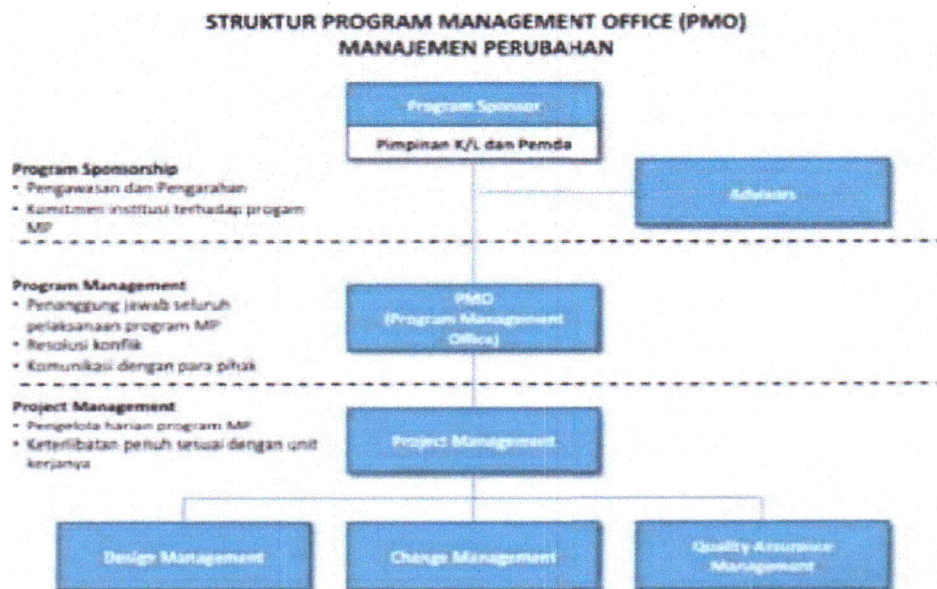 STRUKTUR PROGRAM MANAGEMENT OFFICE (PMO)
MANAJEMEN PERUBAHAN
Program Sponsor
Pimpinan K/L dan Pemda
Program Sponsorship
• Pengawasan dan Pengarahan
• Komitmen institusi terhadap progam
MP
Advisors
Program Management
• Penanggung jawab seluruh
pelaksanaan program MP
• Resolusi konflik
• Komunikasi dengan para pihak
PMO
(Program Management
Office)
Project Management
• Pengelola harian program MP
• Keterlibatan penuh sesuai dengan unit
kerjanya
Project Management
Design Management
Change Management
Quality Assurance
Management